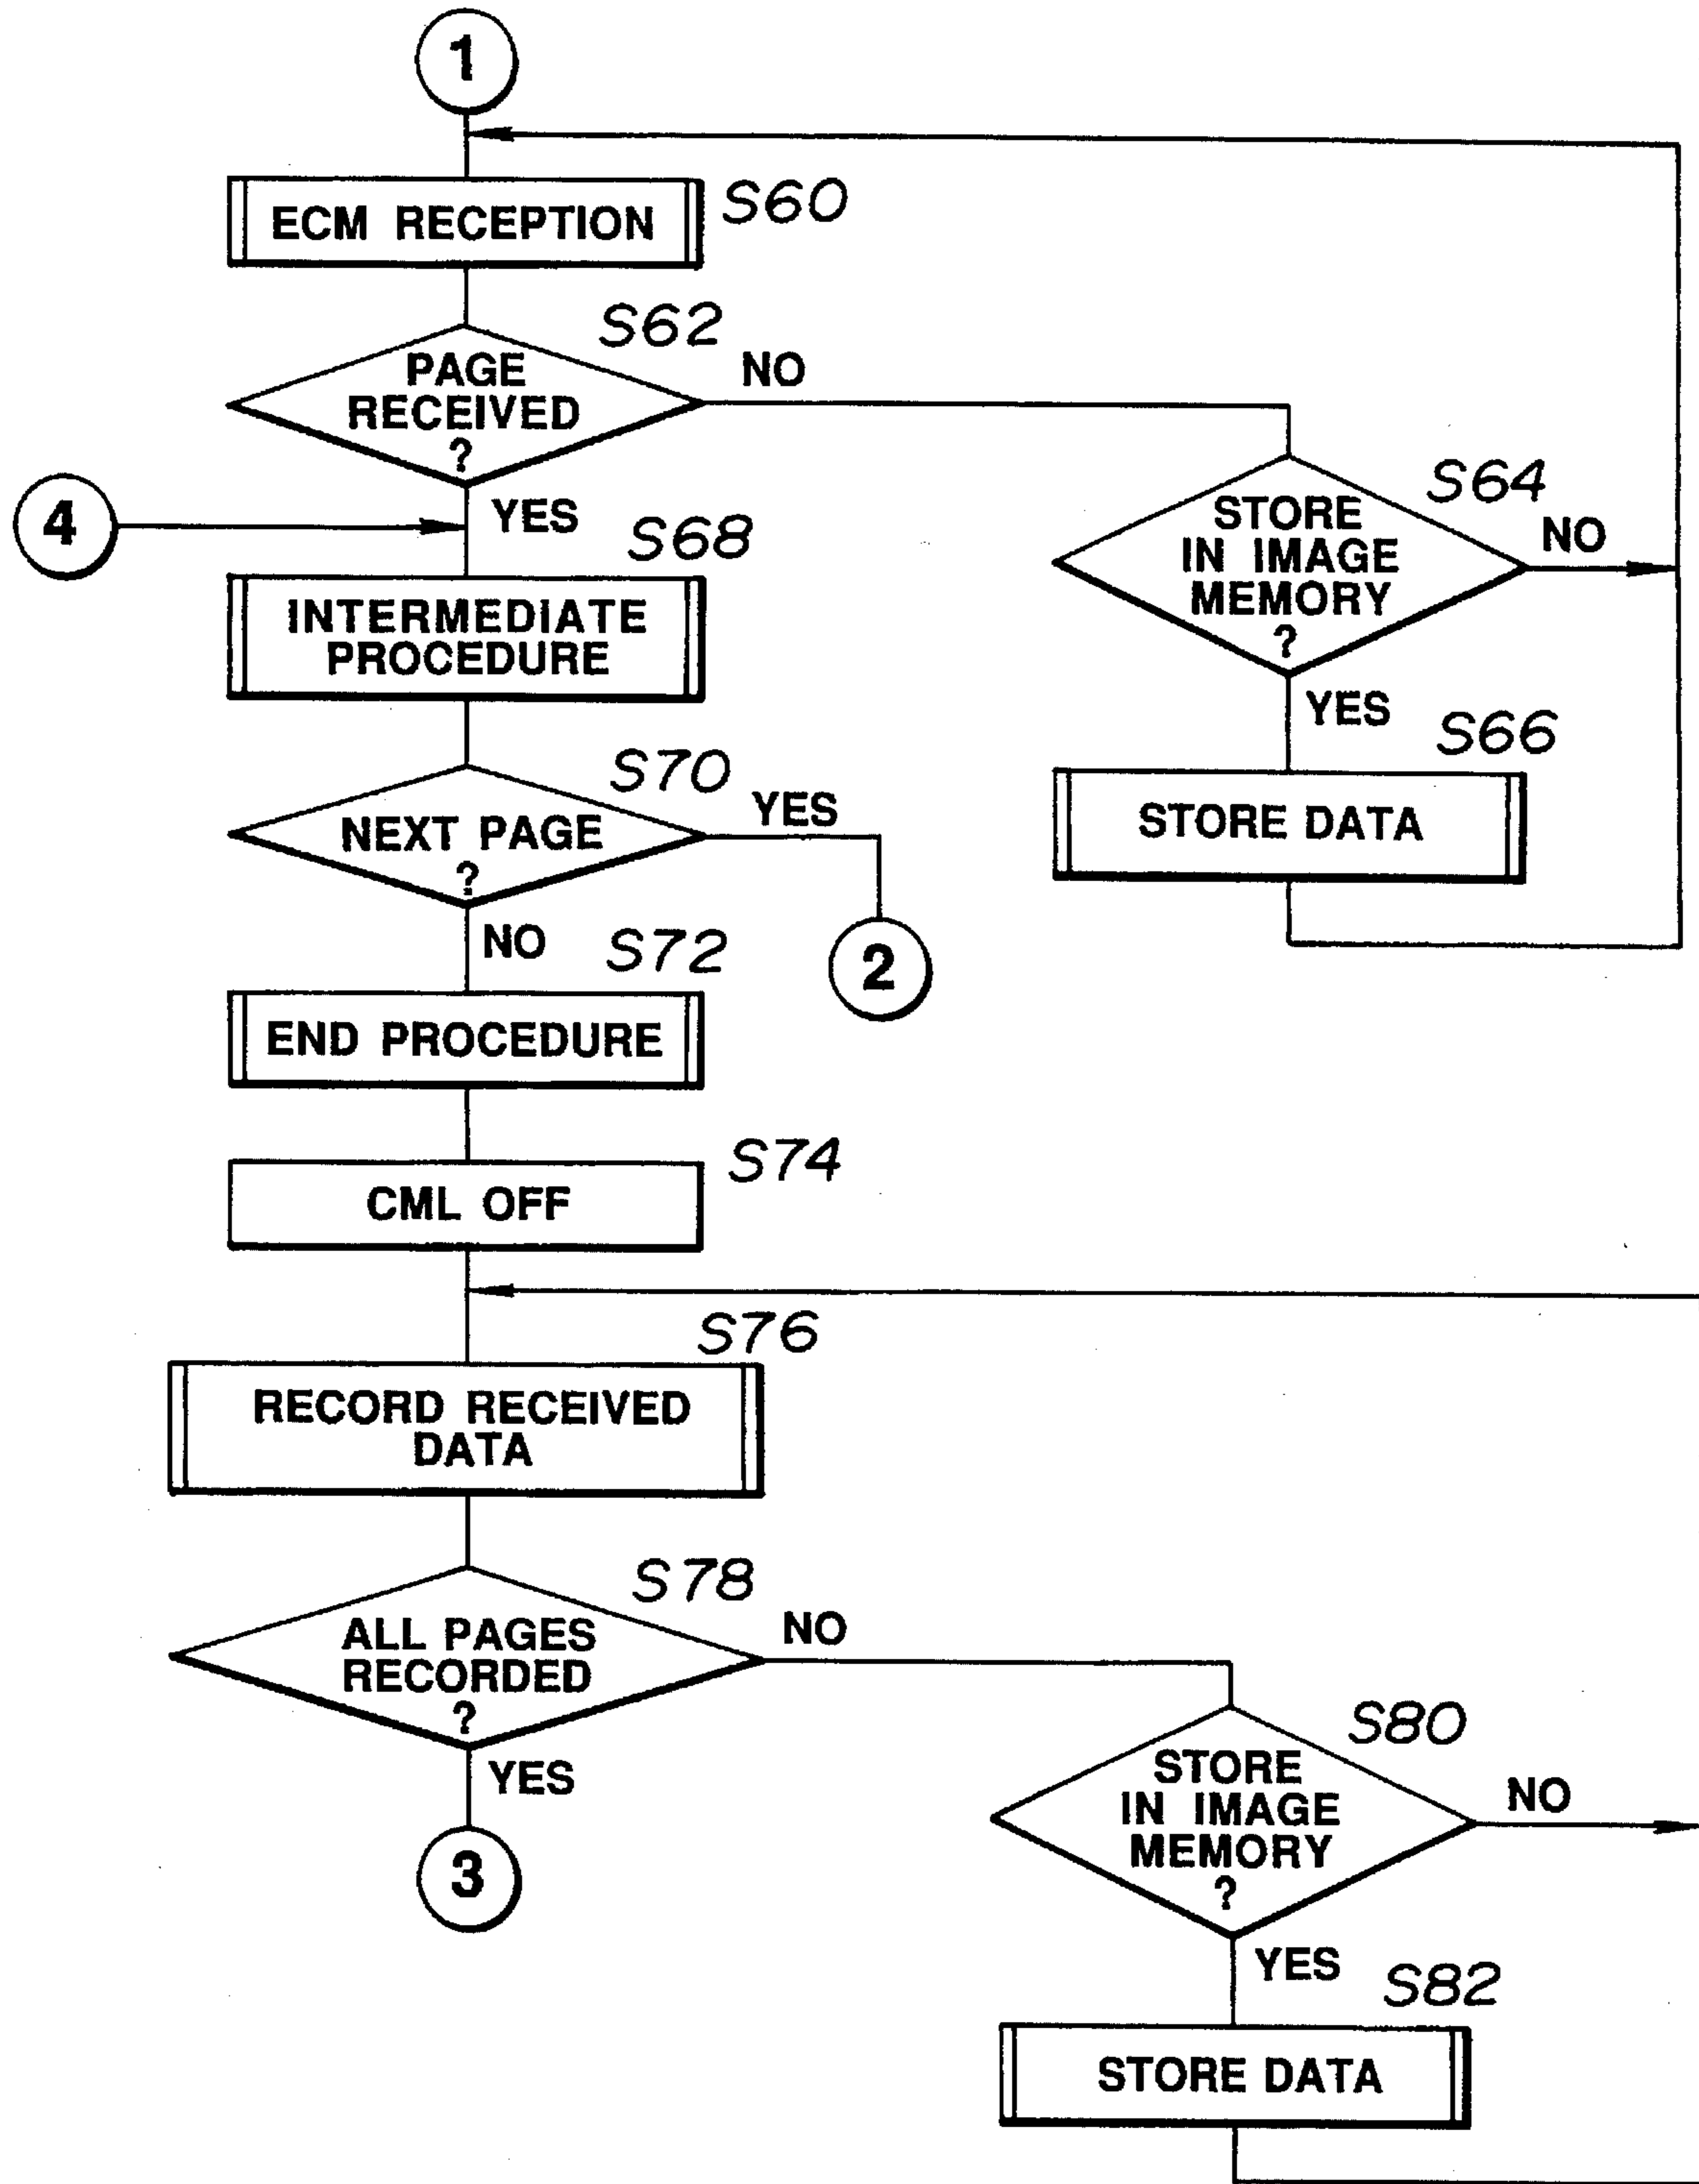 1
ECM RECEPTION
S60
S62
PAGE
RECEIVED
?
NO
YES
4
S64
STORE
IN IMAGE
MEMORY
?
NO
YES
S66
STORE DATA
S68
INTERMEDIATE
PROCEDURE
S70
NEXT PAGE
?
YES
2
NO
S72
END PROCEDURE
S74
CML OFF
S76
RECORD RECEIVED
DATA
S78
ALL PAGES
RECORDED
?
NO
YES
3
S80
STORE
IN IMAGE
MEMORY
?
NO
YES
S82
STORE DATA